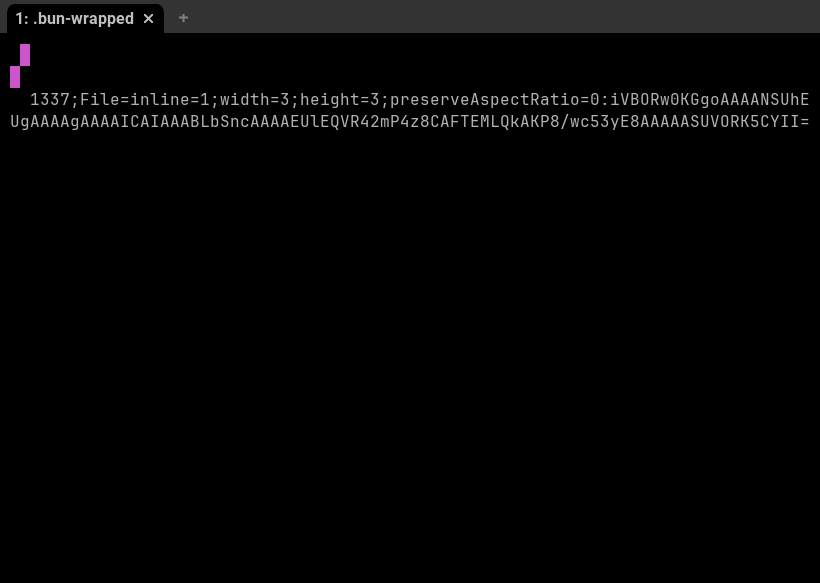 1: .bun-wrapped × +
1337;File=inline=1;width=3;height=3;preserveAspectRatio=0:iVBORw0KGgoAAAANSUhE
UgAAAAgAAAAICAIAAABLbSncAAAAEUlEQVR42mP4z8CAFTEMLQkAKP8/wc53yE8AAAAASUVORK5CYII=